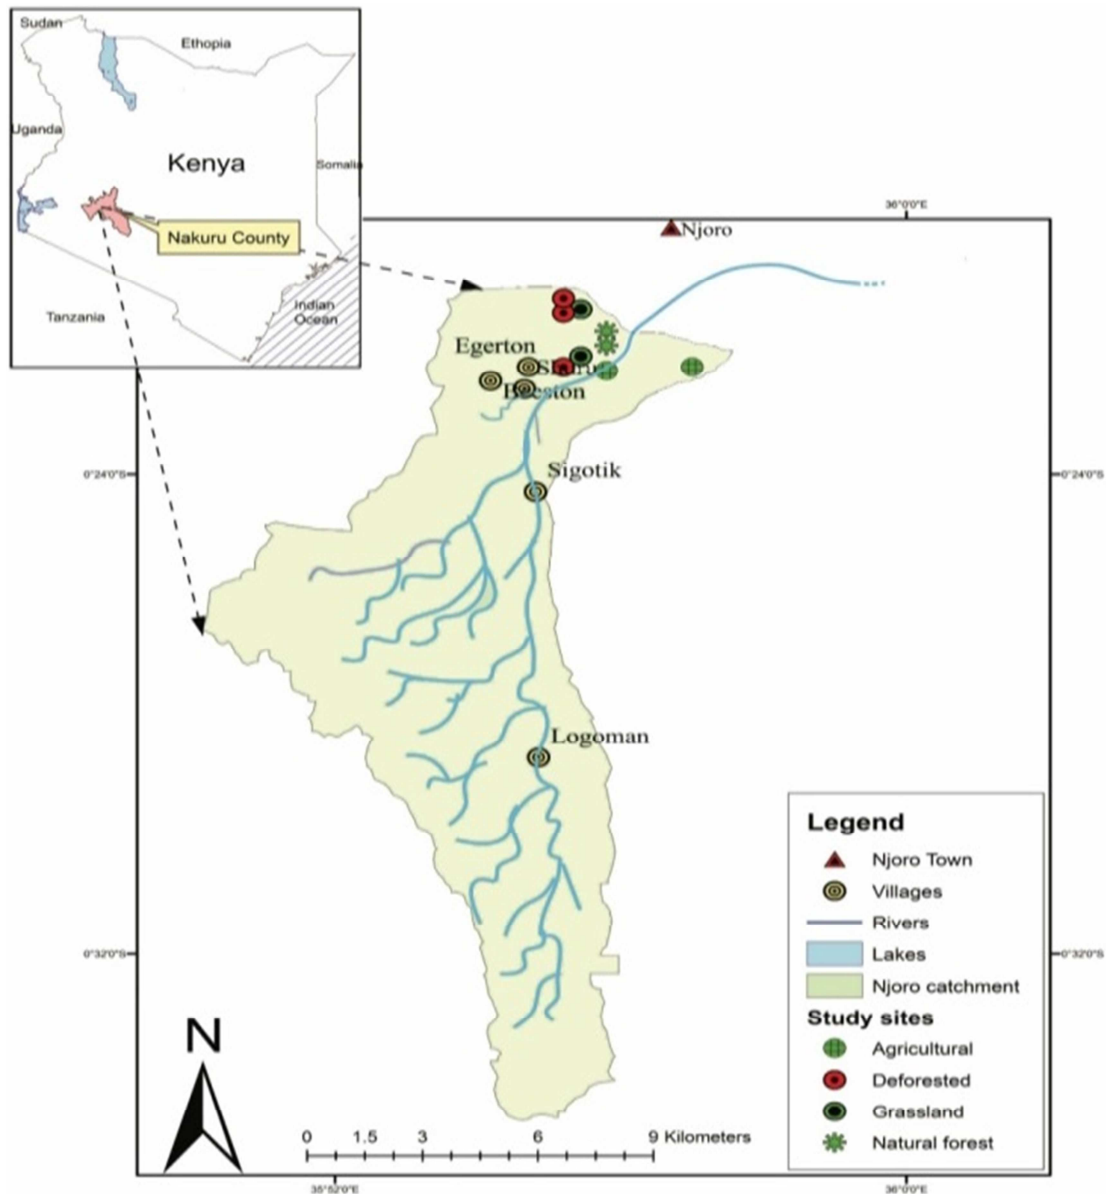 Sudan
Ethiopia
Uganda
Kenya
Somalia
Nakuru County
Tanzania
Indian
Ocean
36°0'0"E
Njoro
Egerton
Beeston
0°24'0"S
0°24'0"S
Sigotik
Logoman
Legend
Njoro Town
Villages
Rivers
0°32'0"S
Lakes
0°32'0"S
Njoro catchment
Study sites
N
Agricultural
Deforested
Grassland
0 1.5 3 6 9 Kilometers
Natural forest
35°52'0"E
36°0'0"E